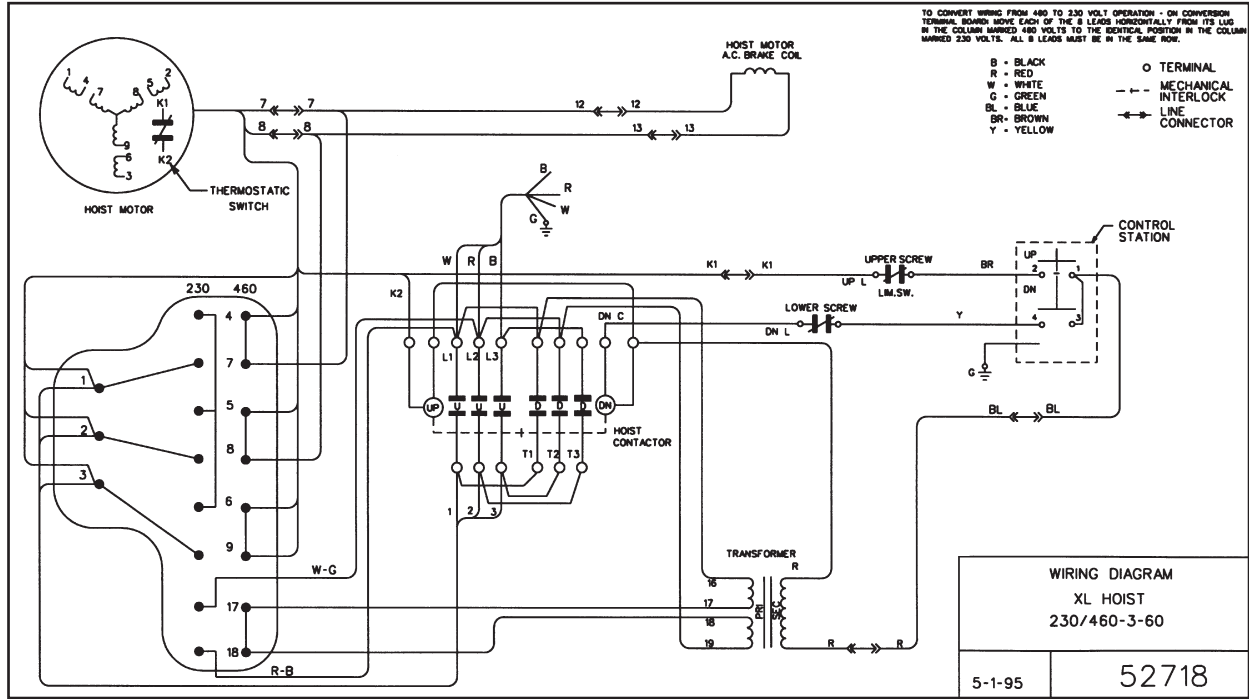 TO CONVERT WIRING FROM 460 TO 230 VOLT OPERATION - ON CONVERSION
TERMINAL BOARD: MOVE EACH OF THE 8 LEADS HORIZONTALLY FROM ITS LUG
IN THE COLUMN MARKED 460 VOLTS TO THE IDENTICAL POSITION IN THE COLUMN
MARKED 230 VOLTS. ALL 8 LEADS MUST BE IN THE SAME ROW.
B - BLACK
R - RED
W - WHITE
G - GREEN
BL - BLUE
BR- BROWN
Y - YELLOW
TERMINAL
MECHANICAL
INTERLOCK
LINE
CONNECTOR
HOIST MOTOR
A.C. BRAKE COIL
1 4 7 8 5 2
K1
9
6
3
K2
THERMOSTATIC
SWITCH
HOIST MOTOR
7 7
12 12
8 8
13 13
B
R
W
G
CONTROL
STATION
W R B
K1 K1
UPPER SCREW
UP L
LIM.SW.
BR
UP
2 1
DN
4 3
K2
LOWER SCREW
DN C
DN L
Y
G
230 460
4
7
5
8
6
9
17
18
1
2
3
L1 L2 L3
UP U U U D D D DN
HOIST
CONTACTOR
T1 T2 T3
1 2 3
BL BL
W-G
R-B
TRANSFORMER
R
16
17
18
19
PRI
SEC
R R
WIRING DIAGRAM
XL HOIST
230/460-3-60
5-1-95
52718